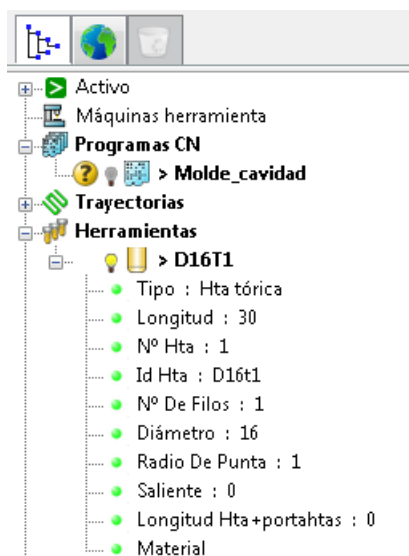 Activo
Máquinas herramienta
Programas CN
> Molde_cavidad
Trayectorias
Herramientas
> D16T1
Tipo : Hta tórica
Longitud : 30
Nº Hta : 1
Id Hta : D16t1
Nº De Filos : 1
Diámetro : 16
Radio De Punta : 1
Saliente : 0
Longitud Hta+portahtas : 0
Material